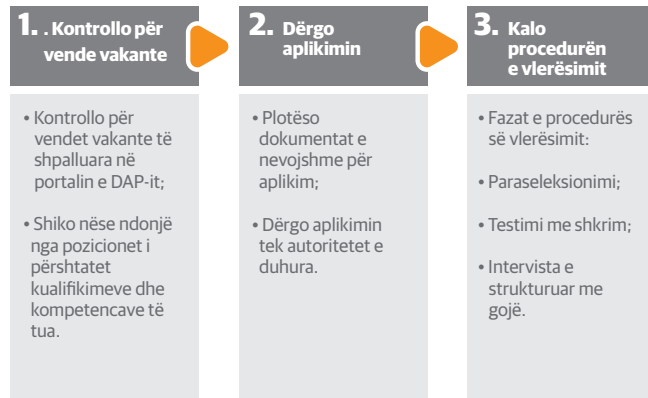 1. . Kontrollo për
vende vakante
• Kontrollo për
vendet vakante të
shpalluara në
portalin e DAP-it;
• Shiko nëse ndonjë
nga pozicionet i
përshtatet
kualifikimeve dhe
kompetencave të
tua.
2. Dërgo
aplikimin
• Plotëso
dokumentat e
nevojshme për
aplikim;
• Dërgo aplikimin
tek autoritetet e
duhura.
3. Kalo
procedurën
e vlerësimit
• Fazat e procedurës
së vlerësimit:
• Paraseleksionimi;
• Testimi me shkrim;
• Intervista e
strukturuar me
gojë.